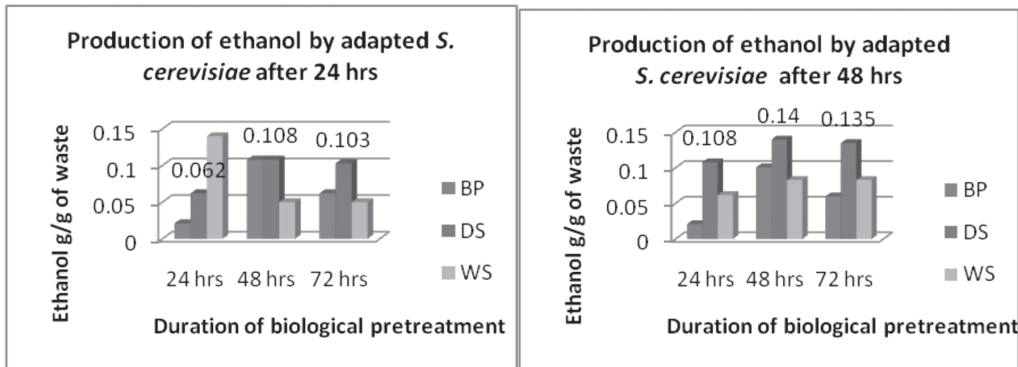 Production of ethanol by adapted S.
cerevisiae after 24 hrs
Ethanol g/g of waste
0.15
0.1
0.05
0
0.062
0.108
0.103
24 hrs 48 hrs 72 hrs
Duration of biological pretreatment
BP
DS
WS
Production of ethanol by adapted
S. cerevisiae after 48 hrs
Ethanol g/g of waste
0.15
0.1
0.05
0
0.108
0.14
0.135
24 hrs 48 hrs 72 hrs
Duration of biological pretreatment
BP
DS
WS